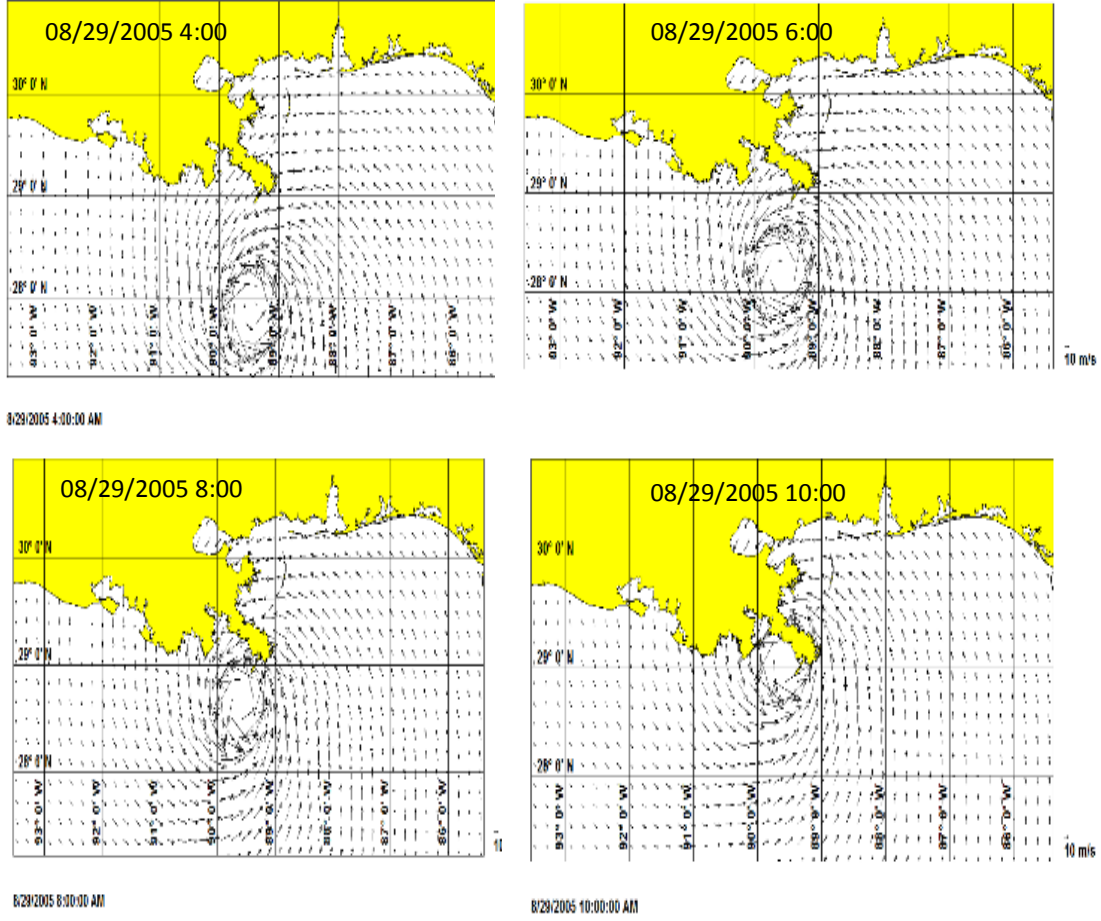 08/29/2005 4:00
30° 0' N
29° 0' N
28° 0' N
93° 0' W
92° 0' W
91° 0' W
90° 0' W
89° 0' W
88° 0' W
87° 0' W
86° 0' W
8/29/2005 4:00:00 AM
08/29/2005 6:00
30° 0' N
29° 0' N
28° 0' N
93° 0' W
92° 0' W
91° 0' W
90° 0' W
89° 0' W
88° 0' W
87° 0' W
86° 0' W
10 m/s
08/29/2005 8:00
30° 0' N
29° 0' N
28° 0' N
93° 0' W
92° 0' W
91° 0' W
90° 0' W
89° 0' W
88° 0' W
87° 0' W
86° 0' W
8/29/2005 8:00:00 AM
08/29/2005 10:00
30° 0' N
29° 0' N
28° 0' N
93° 0' W
92° 0' W
91° 0' W
90° 0' W
89° 0' W
88° 0' W
87° 0' W
86° 0' W
10 m/s
8/29/2005 10:00:00 AM